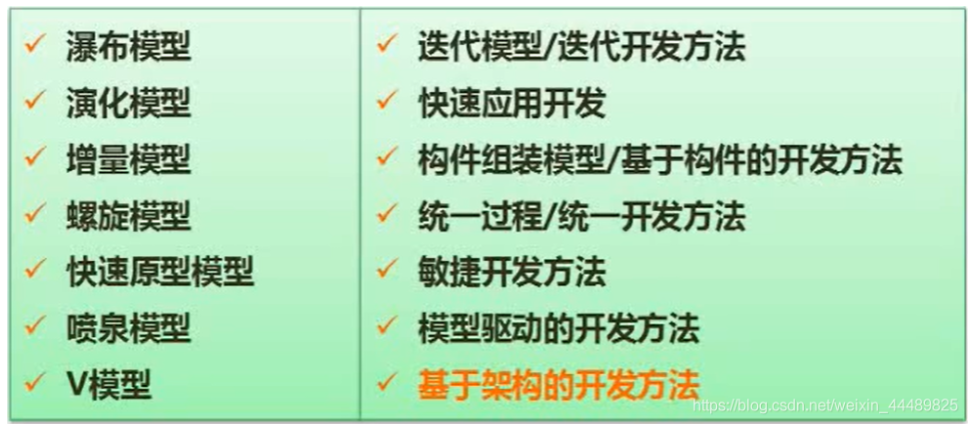 ✓ 瀑布模型
✓ 演化模型
✓ 增量模型
✓ 螺旋模型
✓ 快速原型模型
✓ 喷泉模型
✓ V模型
✓ 迭代模型/迭代开发方法
✓ 快速应用开发
✓ 构件组装模型/基于构件的开发方法
✓ 统一过程/统一开发方法
✓ 敏捷开发方法
✓ 模型驱动的开发方法
✓ 基于架构的开发方法
https://blog.csdn.net/weixin_44489825